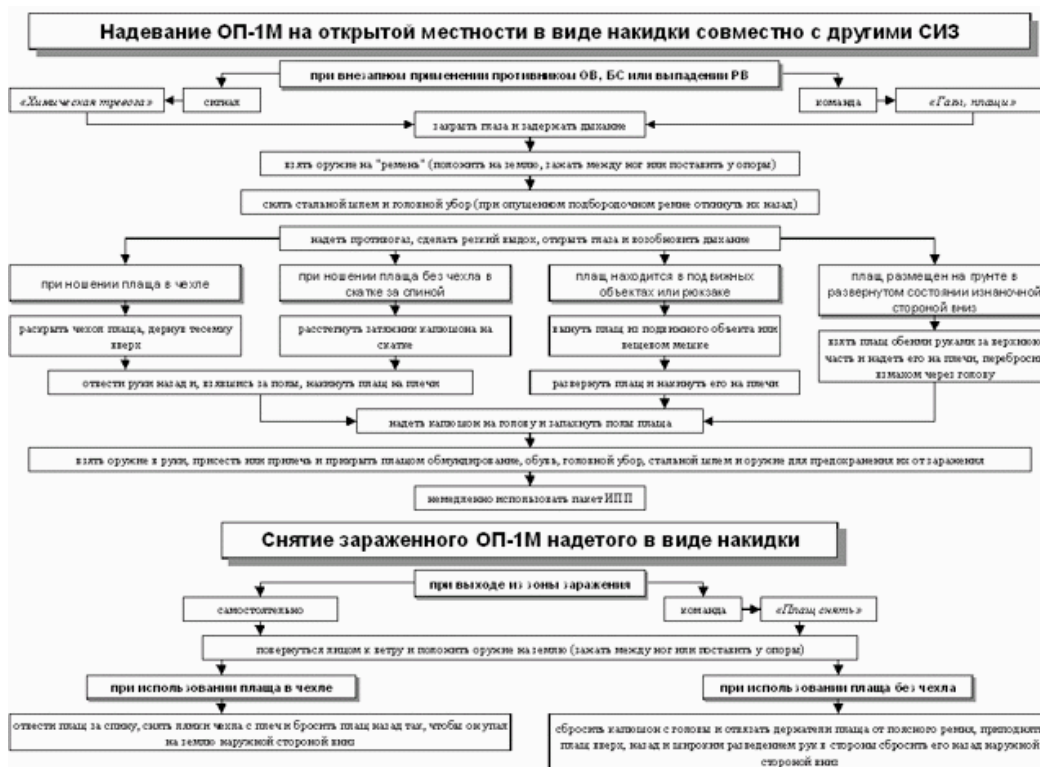 Надевание ОП-1М на открытой местности в виде накидки совместно с другими СИЗ
при внезапном применении противником ОВ, БС или выпадении РВ
«Химическая тревога»
сигнал
команда
«Газы, плащи»
закрыть глаза и задержать дыхание
взять оружие на "ремень" (положить на землю, зажать между ног или поставить у опоры)
снять стальной шлем и головной убор (при опущенном подбородочном ремне откинуть их назад)
надеть противогаз, сделать резкий выдох, открыть глаза и возобновить дыхание
при ношении плаща в чехле
при ношении плаща без чехла в
скатке за спиной
плащ находится в подвижных
объектах или рюкзаке
плащ размещен на грунте в
развернутом состоянии изнаночной
стороной вниз
раскрыть чехол плаща, дернув тесемку
вверх
расстегнуть затяжники капюшона на
скатке
вынуть плащ из подвижного объекта или
вещевом мешке
взять плащ обеими руками за верхнюю
часть и надеть его на плечи, перебросив
взмахом через голову
отвести руки назад и, взявшись за полы, накинуть плащ на плечи
развернуть плащ и накинуть его на плечи
надеть капюшон на голову и запахнуть полы плаща
взять оружие в руки, присесть или прилечь и прикрыть плащом обмундирование, обувь, головной убор, стальной шлем и оружие для предохранения их от заражения
немедленно использовать пакет ИПП
Снятие зараженного ОП-1М надетого в виде накидки
при выходе из зоны заражения
самостоятельно
команда
«Плащ снять»
повернуться лицом к ветру и положить оружие на землю (зажать между ног или поставить у опоры)
при использовании плаща в чехле
при использовании плаща без чехла
отвести плащ за спину, снять лямки чехла с плеч и бросить плащ назад так, чтобы он упал
на землю наружной стороной вниз
сбросить капюшон с головы и отвязать держатели плаща от поясного ремня, приподнять
плащ вверх, назад и широким разведением рук в стороны сбросить его назад наружной
стороной вниз